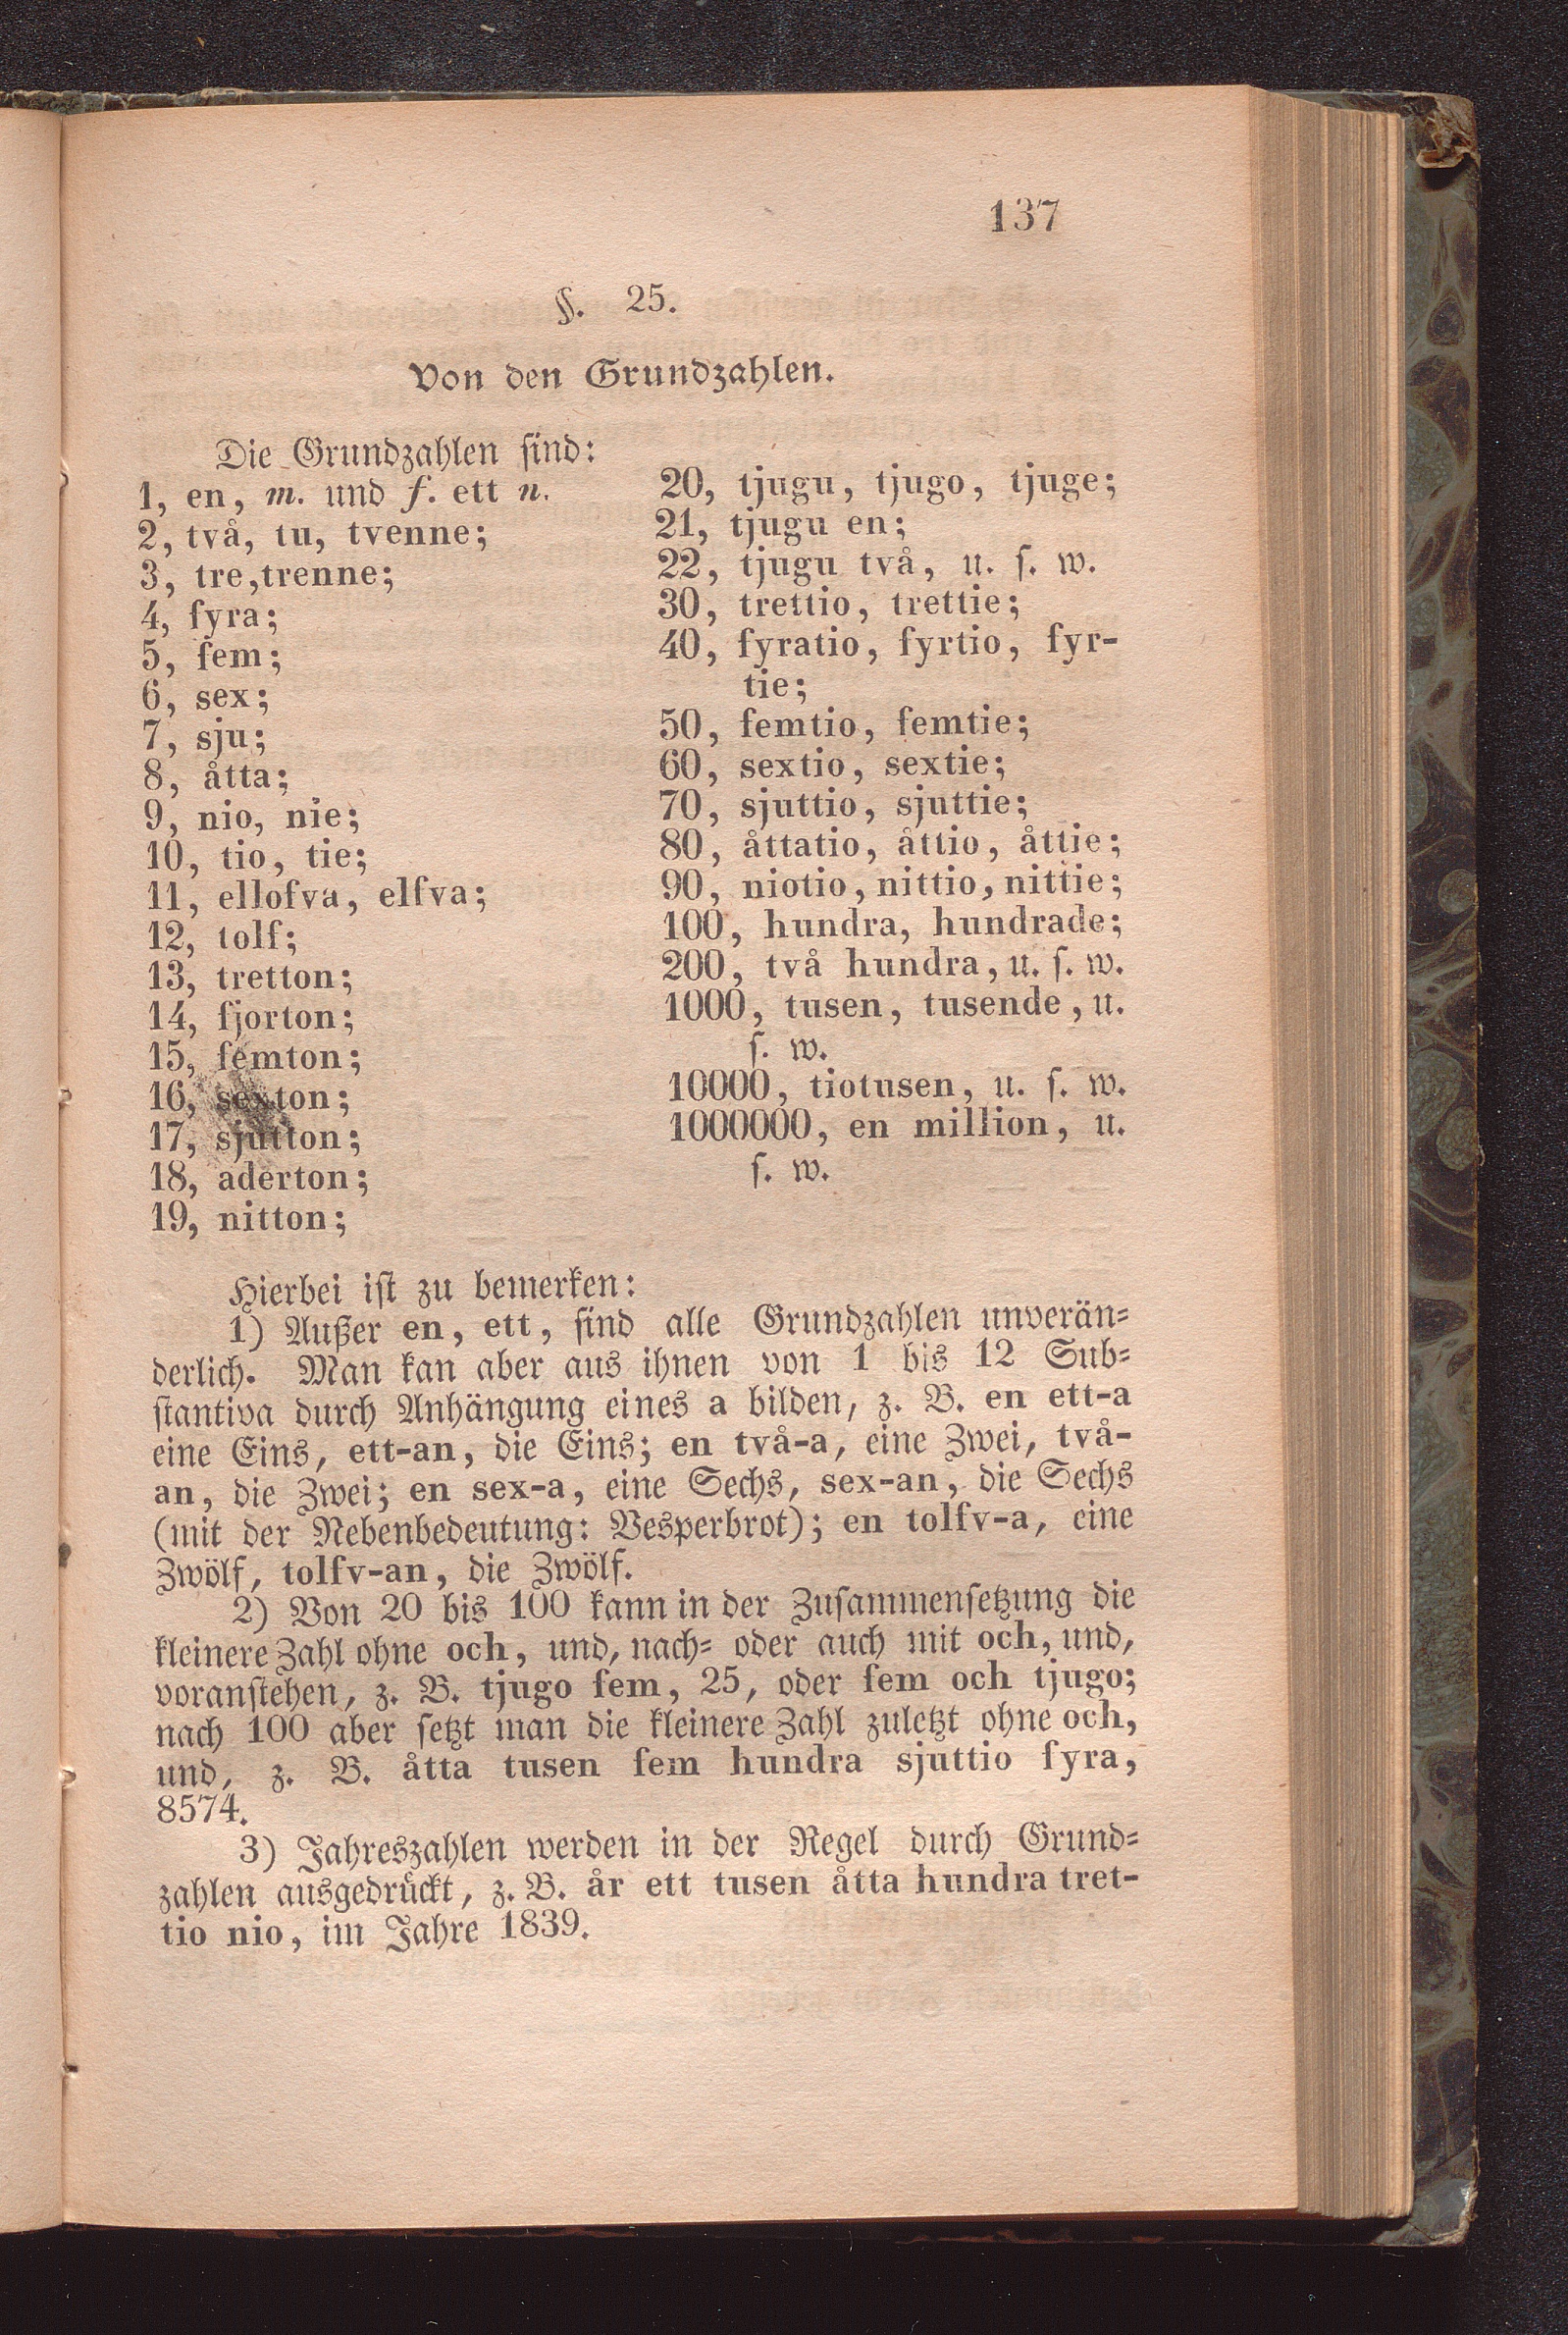 137
§. 25.
Von den Grundzahlen.
Die Grundzahlen sind:
1, en, m. und f. ett n.
2, två, tu, tvenne;
3, tre, trenne;
4, fyra;
5, fem;
6, sex;
7, sju;
8, åtta;
9, nio, nie;
10, tio, tie;
11, ellofva, elfva;
12, tolf;
13, tretton;
14, fjorton;
15, femton;
16, sexton;
17, sjutton;
18, aderton;
19, nitton;
20, tjugu, tjugo, tjuge;
21, tjugu en;
22, tjugu två, u. s. w.
30, trettio, trettie;
40, fyratio, fyrtio, fyr-
tie;
50, femtio, femtie;
60, sextio, sextie;
70, sjuttio, sjuttie;
80, åttatio, åttio, åttie;
90, niotio, nittio, nittie;
100, hundra, hundrade;
200, två hundra, u. s. w.
1000, tusen, tusende, u.
s. w.
10000, tiotusen, u. s. w.
1000000, en million, u.
s. w.
Hierbei ist zu bemerken:
1) Außer en, ett, sind alle Grundzahlen unverän-
derlich. Man kan aber aus ihnen von 1 bis 12 Sub-
stantiva durch Anhängung eines a bilden, z. B. en ett-a
eine Eins, ett-an, die Eins; en två-a, eine Zwei, två-
an, die Zwei; en sex-a, eine Sechs, sex-an, die Sechs
(mit der Nebenbedeutung: Vesperbrot); en tolfv-a, eine
Zwölf, tolfv-an, die Zwölf.
2) Von 20 bis 100 kann in der Zusammensetzung die
kleinere Zahl ohne och, und, nach- oder auch mit och, und,
voranstehen, z. B. tjugo fem, 25, oder fem och tjugo;
nach 100 aber setzt man die kleinere Zahl zuletzt ohne och,
und, z. B. åtta tusen fem hundra sjuttio fyra,
8574.
3) Jahreszahlen werden in der Regel durch Grund-
zahlen ausgedrückt, z. B. år ett tusen åtta hundra tret-
tio nio, im Jahre 1839.